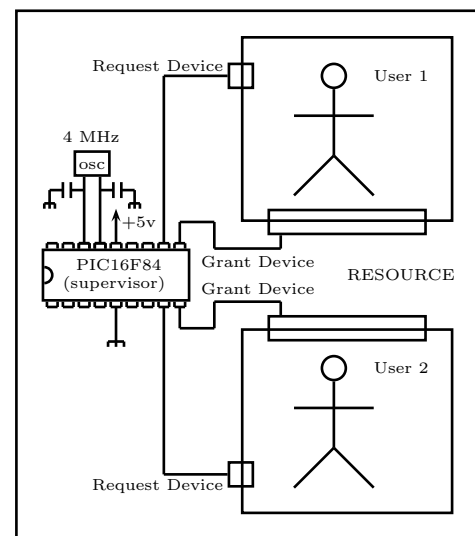 Request Device
User 1
4 MHz
osc
+5v
PIC16F84
(supervisor)
Grant Device
RESOURCE
Grant Device
User 2
Request Device